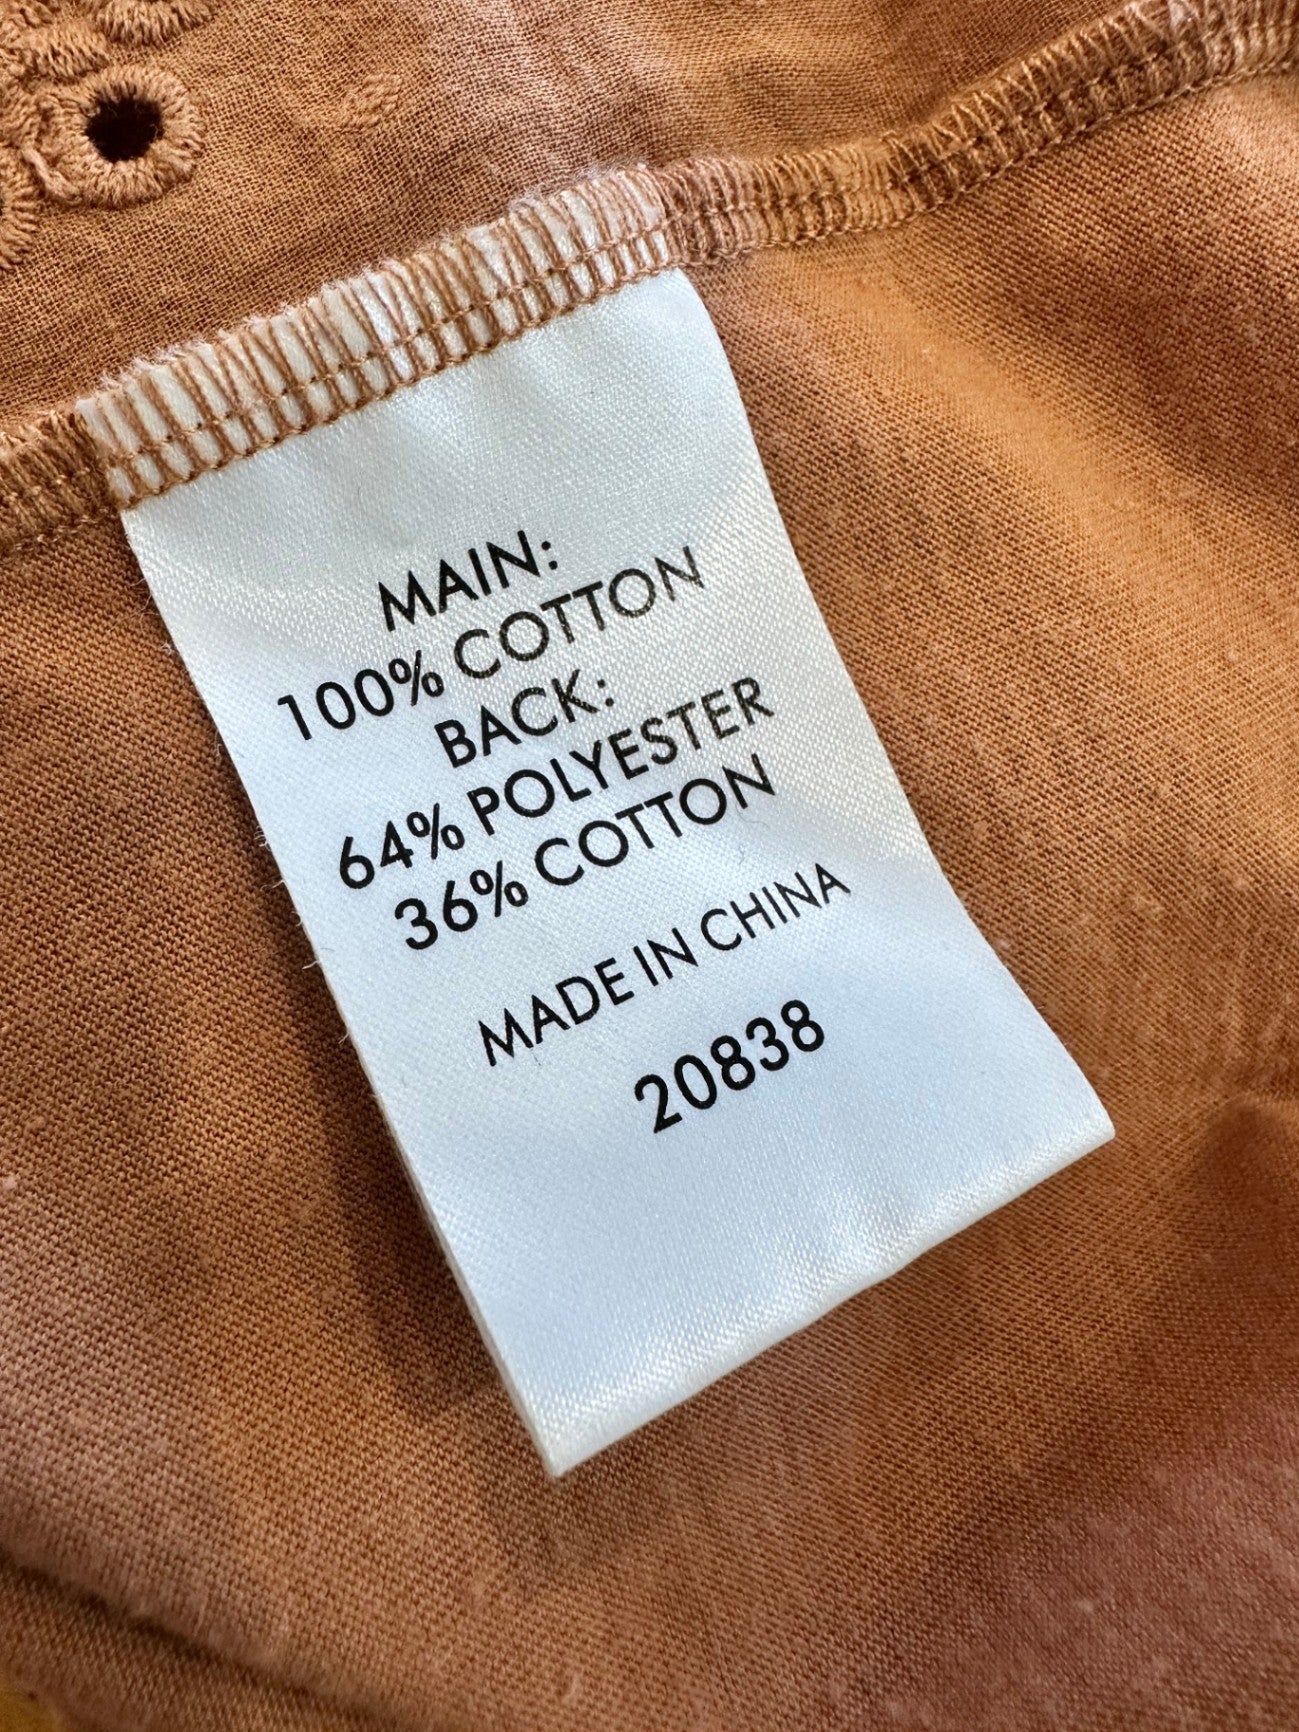 MAIN:
100% COTTON
BACK:
64% POLYESTER
36% COTTON
MADE IN CHINA
20838